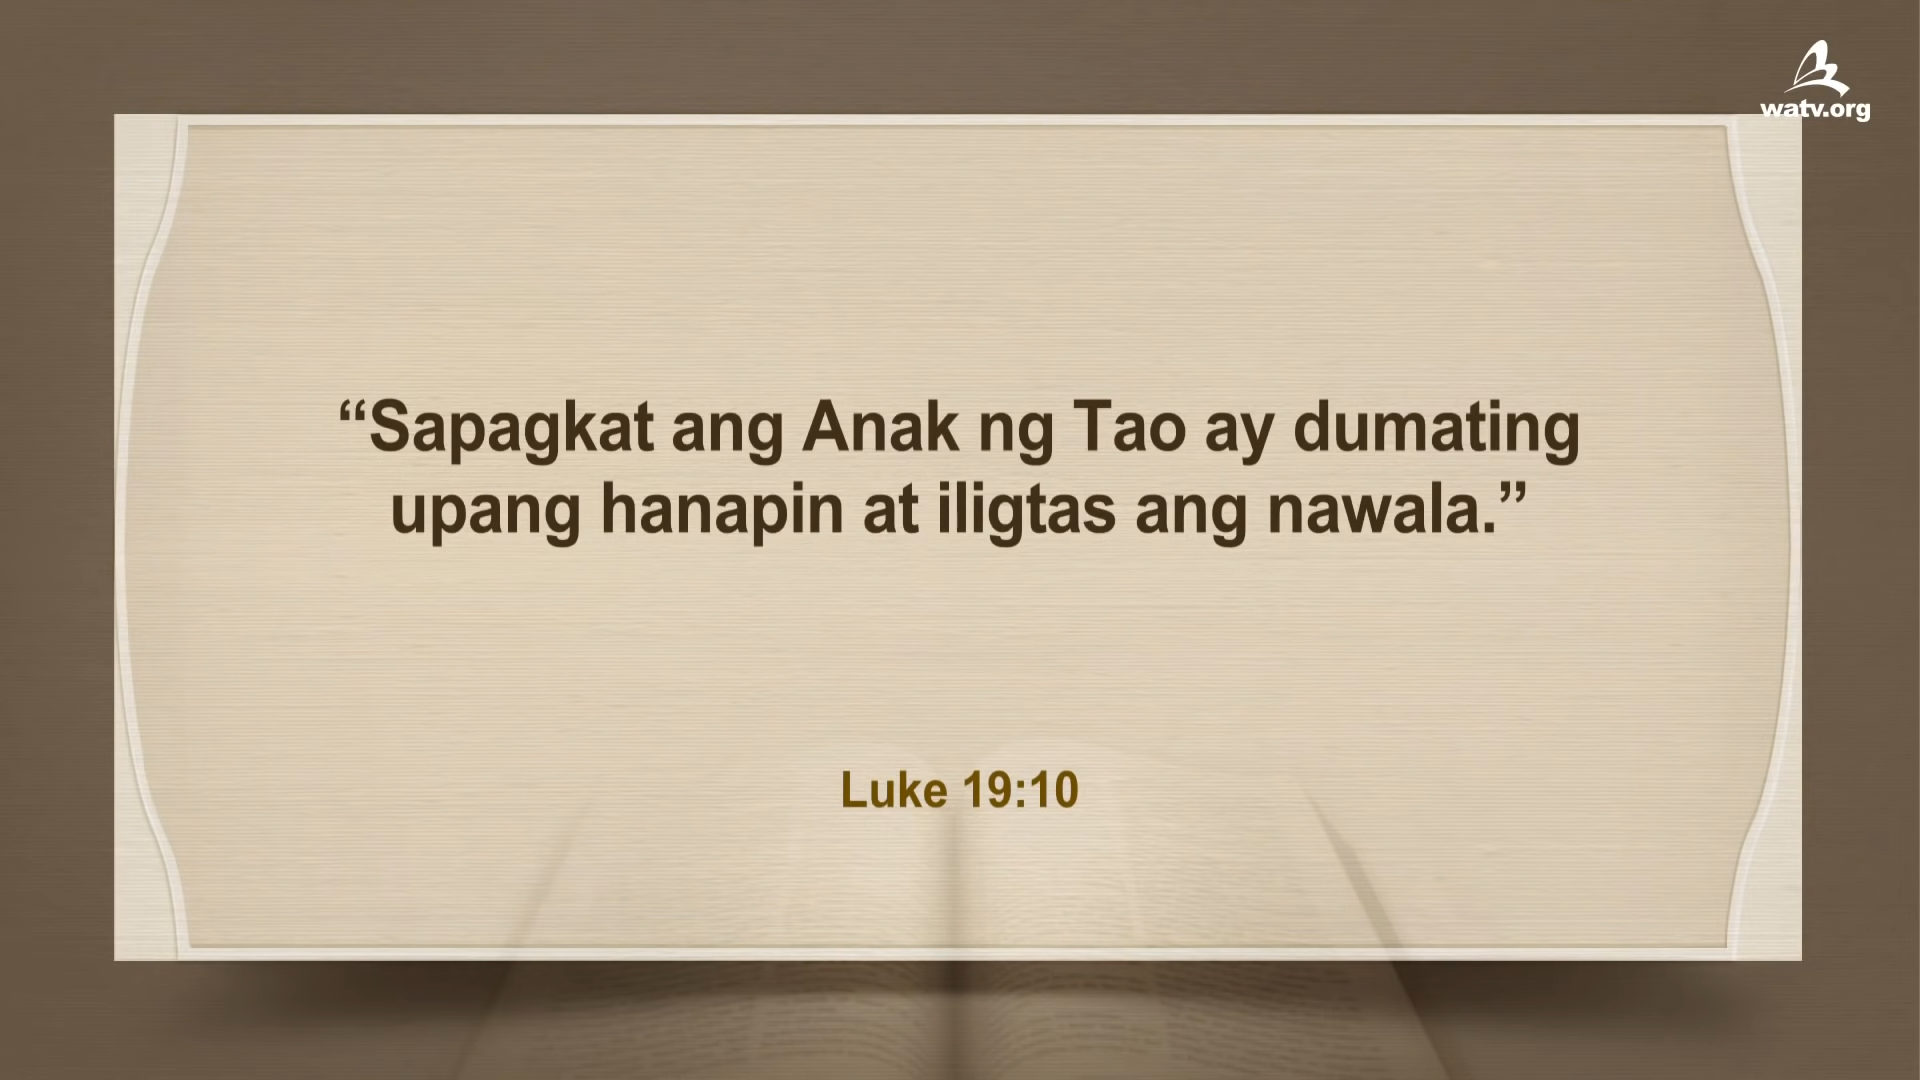 watv.org
“Sapagkat ang Anak ng Tao ay dumating
upang hanapin at iligtas ang nawala.”
Luke 19:10